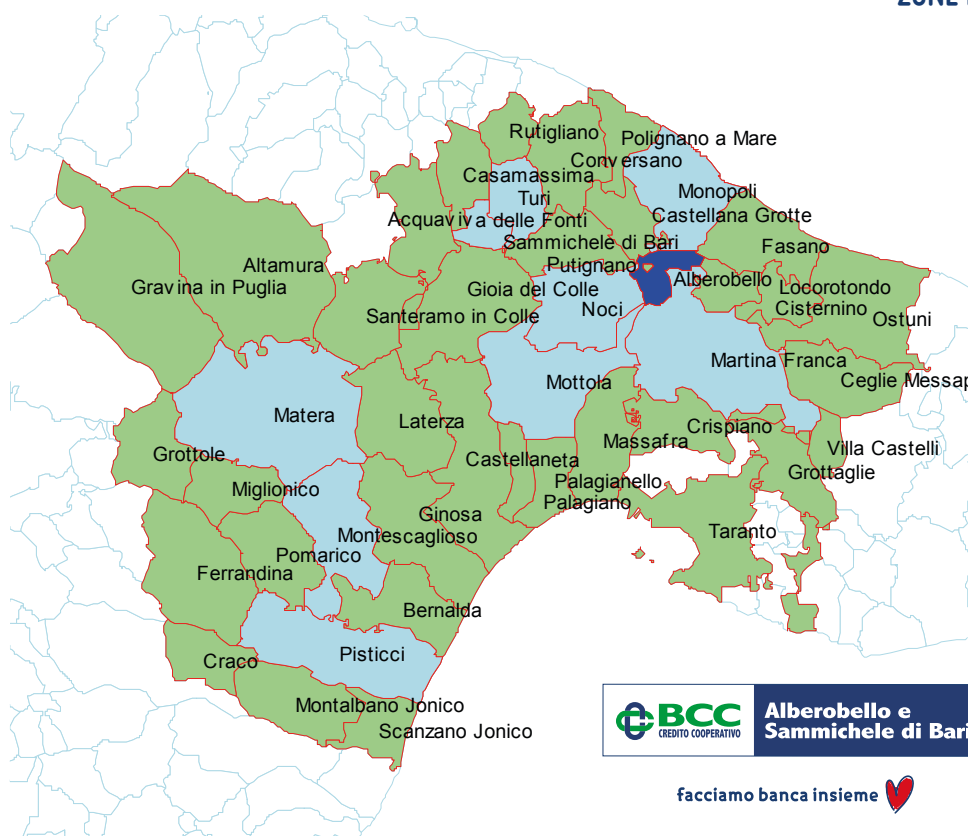 Rutigliano
Polignano a Mare
Conversano
Casamassima
Turi
Monopoli
Acquaviva delle Fonti
Castellana Grotte
Sammichele di Bari
Fasano
Putignano
Altamura
Alberobello
Gravina in Puglia
Gioia del Colle
Locorotondo
Noci
Cisternino
Santeramo in Colle
Ostuni
Martina Franca
Mottola
Ceglie Messap
Matera
Laterza
Crispiano
Massafra
Villa Castelli
Grottole
Castellaneta
Grottaglie
Miglionico
Palagianello
Palagiano
Ginosa
Montescaglioso
Taranto
Pomarico
Ferrandina
Bernalda
Craco
Pisticci
Montalbano Jonico
Scanzano Jonico
BCC
CREDITO COOPERATIVO
Alberobello e
Sammichele di Bari
facciamo banca insieme